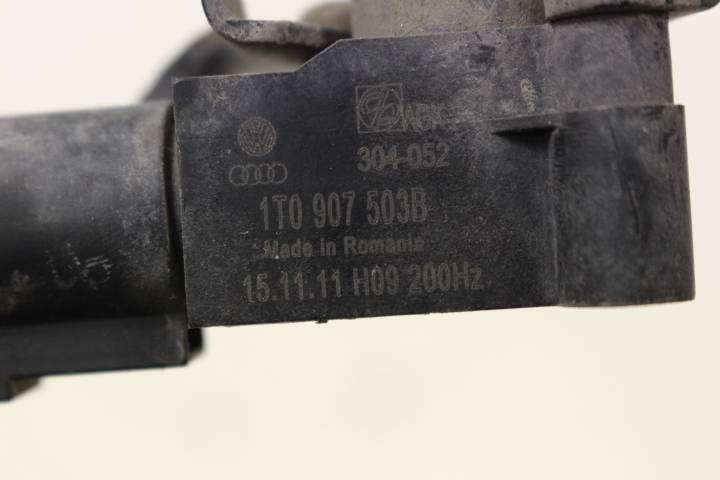 304-052
1T0 907 503B
Made in Romania
15.11.11 H09 200Hz